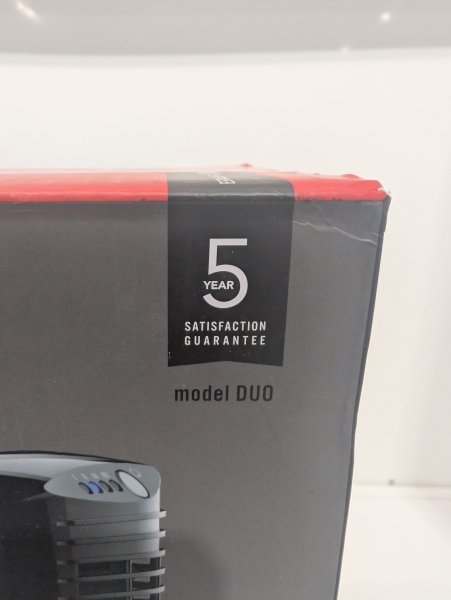 5
YEAR
SATISFACTION
GUARANTEE
model DUO